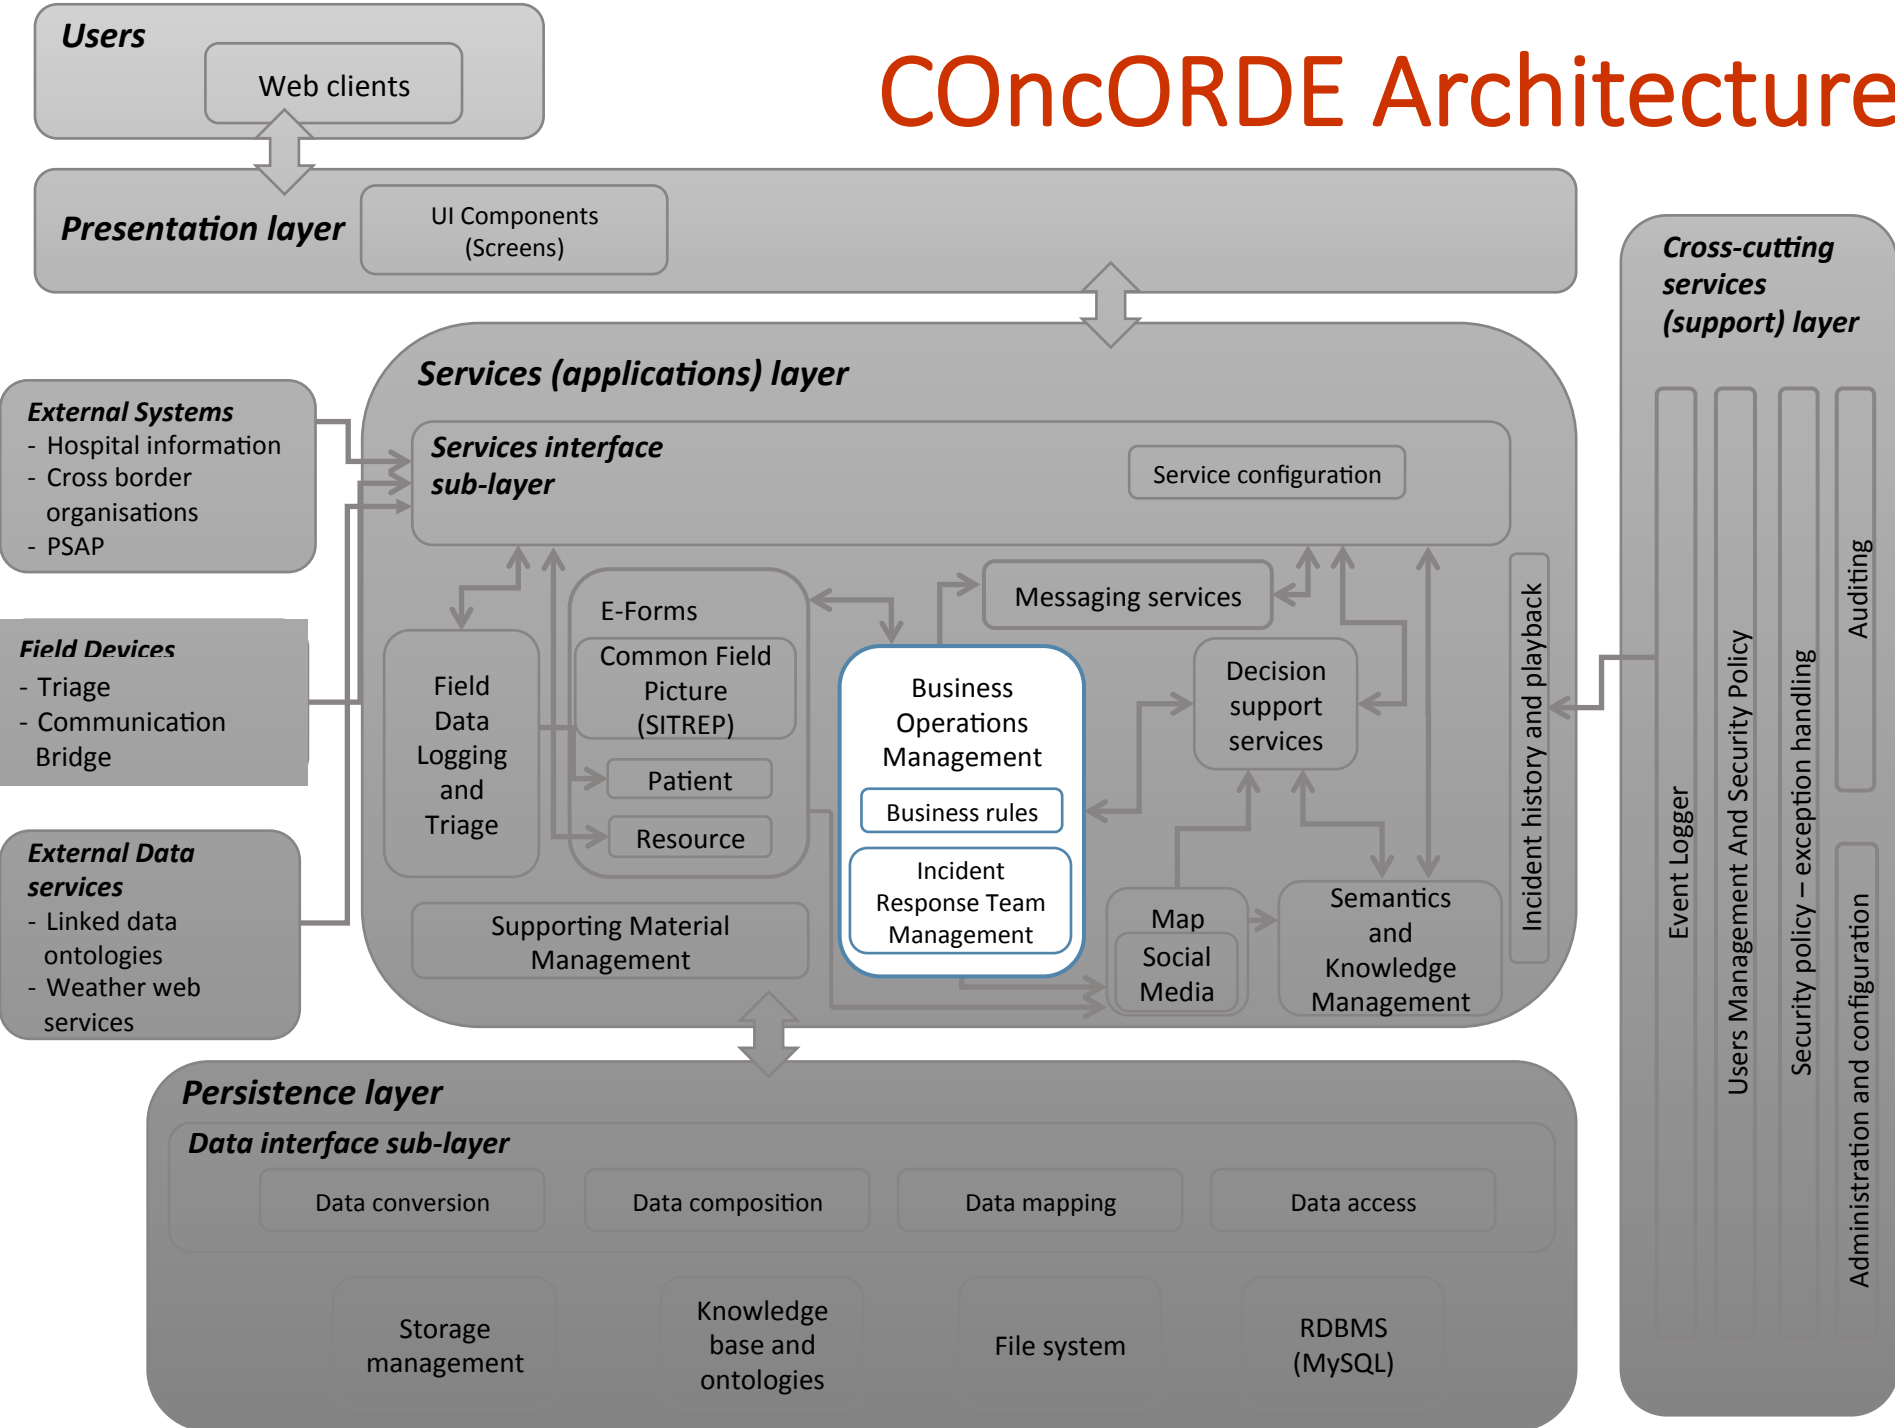 COncORDE Architecture
Users
Web clients
Presentation layer
UI Components
(Screens)
Cross-cutting
services
(support) layer
Services (applications) layer
External Systems
- Hospital information
- Cross border
organisations
- PSAP
Services interface
sub-layer
Service configuration
Field Devices
- Triage
- Communication
Bridge
External Data
services
- Linked data
ontologies
- Weather web
services
Field
Data
Logging
and
Triage
E-Forms
Common Field
Picture
(SITREP)
Patient
Resource
Supporting Material
Management
Messaging services
Business
Operations
Management
Business rules
Incident
Response Team
Management
Decision
support
services
Map
Social
Media
Semantics
and
Knowledge
Management
Incident history and playback
Event Logger
Users Management And Security Policy
Security policy – exception handling
Auditing
Administration and configuration
Persistence layer
Data interface sub-layer
Data conversion
Data composition
Data mapping
Data access
Storage
management
Knowledge
base and
ontologies
File system
RDBMS
(MySQL)